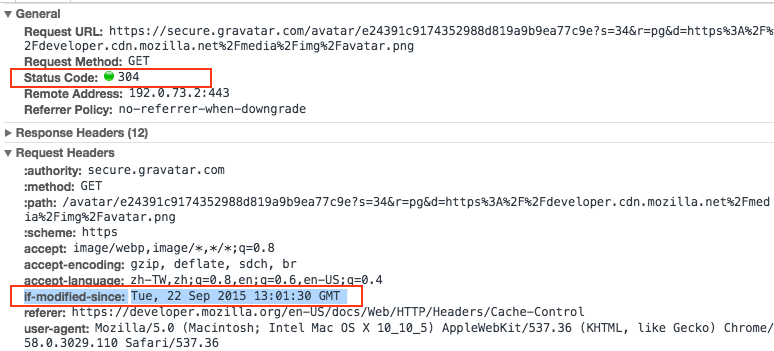 General
Request URL: https://secure.gravatar.com/avatar/e24391c9174352988d819a9b9ea77c9e?s=34&r=pg&d=https%3A%2F%
2Fdeveloper.cdn.mozilla.net%2Fmedia%2Fimg%2Favatar.png
Request Method: GET
Status Code: 304
Remote Address: 192.0.73.2:443
Referrer Policy: no-referrer-when-downgrade
Response Headers (12)
Request Headers
:authority: secure.gravatar.com
:method: GET
:path: /avatar/e24391c9174352988d819a9b9ea77c9e?s=34&r=pg&d=https%3A%2F%2Fdeveloper.cdn.mozilla.net%2Fmed
ia%2Fimg%2Favatar.png
:scheme: https
accept: image/webp,image/*,*/*;q=0.8
accept-encoding: gzip, deflate, sdch, br
accept-language: zh-TW,zh;q=0.8,en;q=0.6,en-US;q=0.4
if-modified-since: Tue, 22 Sep 2015 13:01:30 GMT
referer: https://developer.mozilla.org/en-US/docs/Web/HTTP/Headers/Cache-Control
user-agent: Mozilla/5.0 (Macintosh; Intel Mac OS X 10_10_5) AppleWebKit/537.36 (KHTML, like Gecko) Chrome/
58.0.3029.110 Safari/537.36